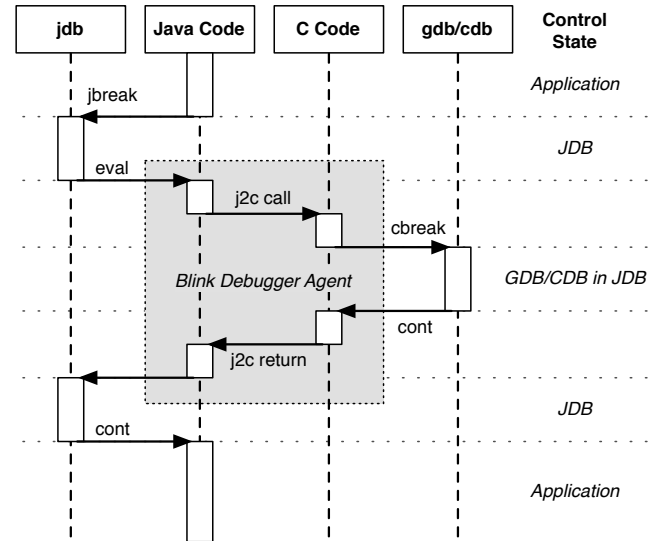 jdb Java Code C Code gdb/cdb Control
State
Application
jbreak
JDB
eval
j2c call
cbreak
Blink Debugger Agent GDB/CDB in JDB
cont
j2c return
JDB
cont
Application